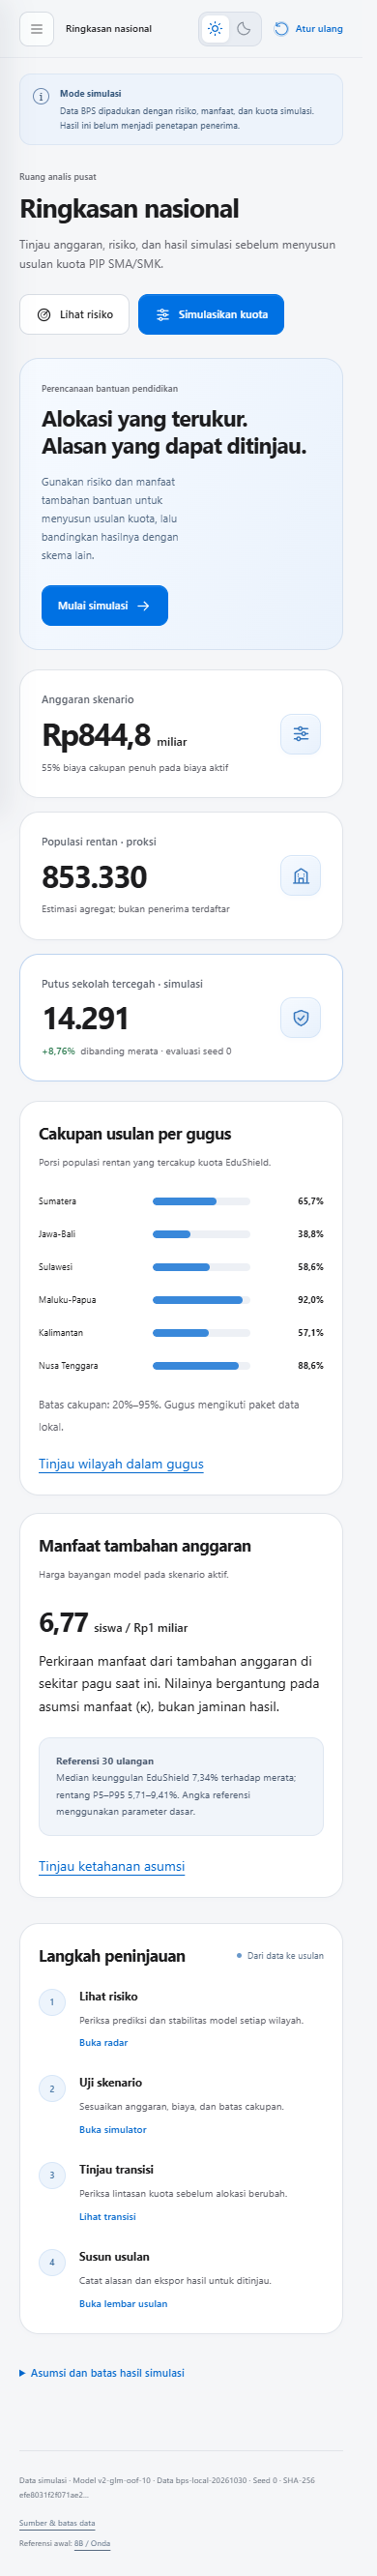 Ringkasan nasional
Atur ulang
Mode simulasi
Data BPS dipadukan dengan risiko, manfaat, dan kuota simulasi.
Hasil ini belum menjadi penetapan penerima.
Ruang analis pusat
Ringkasan nasional
Tinjau anggaran, risiko, dan hasil simulasi sebelum menyusun
usulan kuota PIP SMA/SMK.
Lihat risiko
Simulasikan kuota
Perencanaan bantuan pendidikan
Alokasi yang terukur.
Alasan yang dapat ditinjau.
Gunakan risiko dan manfaat
tambahan bantuan untuk
menyusun usulan kuota, lalu
bandingkan hasilnya dengan
skema lain.
Mulai simulasi
Anggaran skenario
Rp844,8 miliar
55% biaya cakupan penuh pada biaya aktif
Populasi rentan · proksi
853.330
Estimasi agregat; bukan penerima terdaftar
Putus sekolah tercegah · simulasi
14.291
+8,76% dibanding merata · evaluasi seed 0
Cakupan usulan per gugus
Porsi populasi rentan yang tercakup kuota EduShield.
Sumatera 65,7%
Jawa-Bali 38,8%
Sulawesi 58,6%
Maluku-Papua 92,0%
Kalimantan 57,1%
Nusa Tenggara 88,6%
Batas cakupan: 20%–95%. Gugus mengikuti paket data
lokal.
Tinjau wilayah dalam gugus
Manfaat tambahan anggaran
Harga bayangan model pada skenario aktif.
6,77 siswa / Rp1 miliar
Perkiraan manfaat dari tambahan anggaran di
sekitar pagu saat ini. Nilainya bergantung pada
asumsi manfaat (κ), bukan jaminan hasil.
Referensi 30 ulangan
Median keunggulan EduShield 7,34% terhadap merata;
rentang P5–P95 5,71–9,41%. Angka referensi
menggunakan parameter dasar.
Tinjau ketahanan asumsi
Langkah peninjauan
Dari data ke usulan
1
Lihat risiko
Periksa prediksi dan stabilitas model setiap wilayah.
Buka radar
2
Uji skenario
Sesuaikan anggaran, biaya, dan batas cakupan.
Buka simulator
3
Tinjau transisi
Periksa lintasan kuota sebelum alokasi berubah.
Lihat transisi
4
Susun usulan
Catat alasan dan ekspor hasil untuk ditinjau.
Buka lembar usulan
Asumsi dan batas hasil simulasi
Data simulasi · Model v2-glm-oof-10 · Data bps-local-20261030 · Seed 0 · SHA-256
efe8031f2f071ae2...
Sumber & batas data
Referensi awal: 8B / Onda